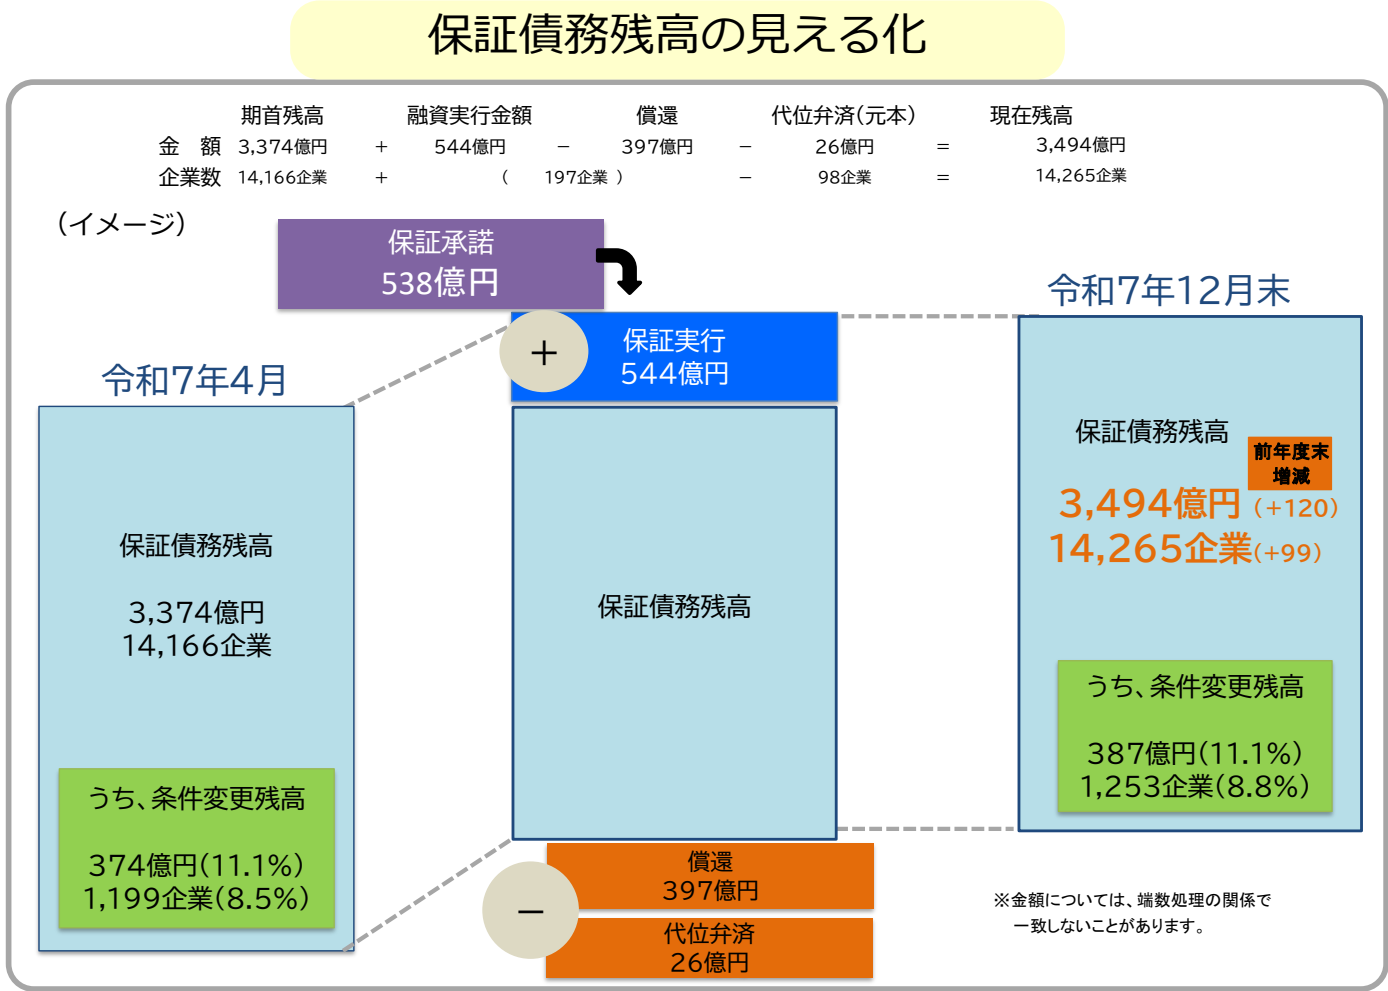 保証債務残高の見える化
期首残高 融資実行金額 償還 代位弁済(元本) 現在残高
金　額 3,374億円 ＋ 544億円 － 397億円 － 26億円 ＝ 3,494億円
企業数 14,166企業 ＋ （ 197企業 ） － 98企業 ＝ 14,265企業
（イメージ）
保証承諾
538億円
令和7年4月
保証債務残高
3,374億円
14,166企業
うち、条件変更残高
374億円(11.1%)
1,199企業(8.5%)
＋
保証実行
544億円
保証債務残高
－
償還
397億円
代位弁済
26億円
令和7年12月末
保証債務残高
前年度末
増減
3,494億円（+120）
14,265企業(+99)
うち、条件変更残高
387億円(11.1%)
1,253企業(8.8%)
※金額については、端数処理の関係で
一致しないことがあります。